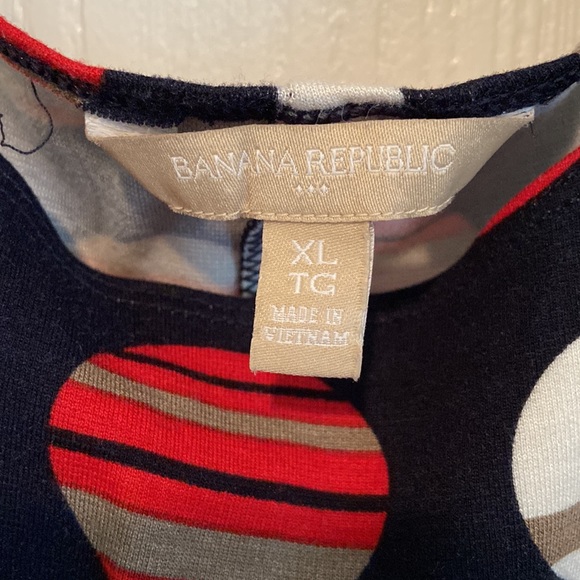 BANANA REPUBLIC
XL
TG
MADE IN
VIETNAM